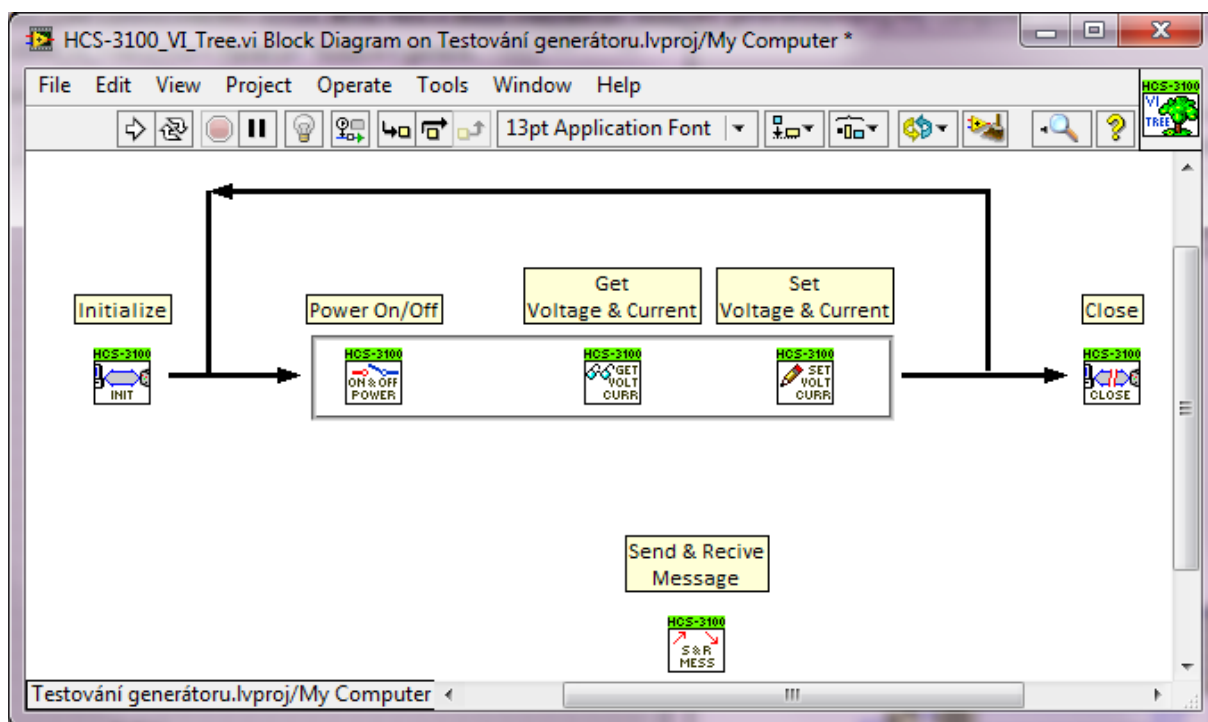 HCS-3100_VI_Tree.vi Block Diagram on Testování generátoru.lvproj/My Computer *
File Edit View Project Operate Tools Window Help
HCS-3100
VI
TREE
13pt Application Font
Initialize
Power On/Off
Get
Voltage & Current
Set
Voltage & Current
Close
HCS-3100
INIT
HCS-3100
ON & OFF
POWER
HCS-3100
GET
VOLT
CURR
HCS-3100
SET
VOLT
CURR
HCS-3100
CLOSE
Send & Recive
Message
HCS-3100
S & R
MESS
Testování generátoru.lvproj/My Computer